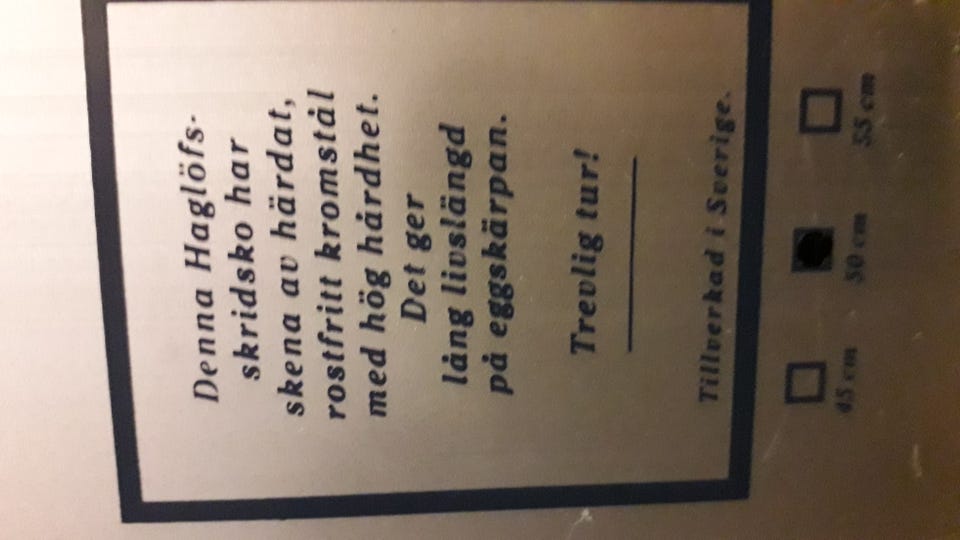 Denna Haglöfs-
skridsko har
skena av härdat,
rostfritt kromstål
med hög hårdhet.
Det ger
lång livslängd
på eggskärpan.
Trevlig tur!
Tillverkad i Sverige.
45 cm 50 cm 55 cm